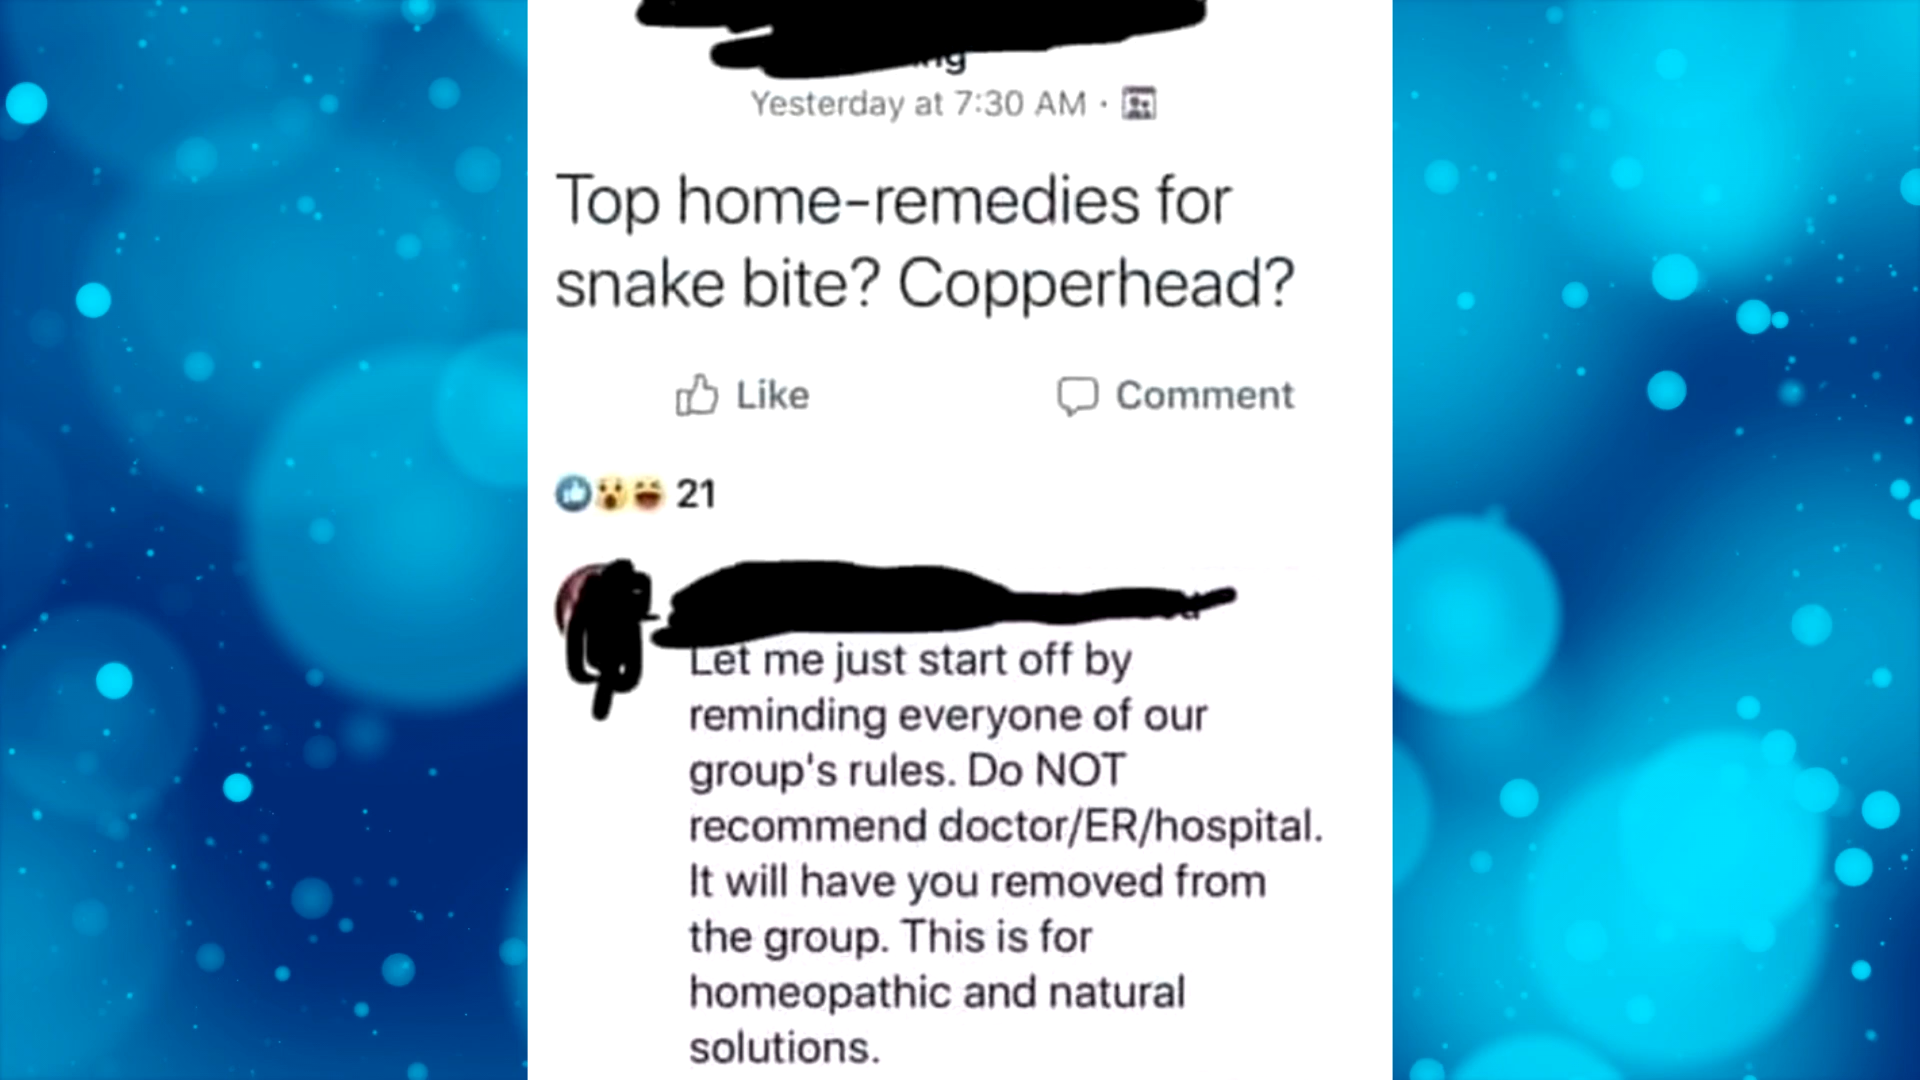 Yesterday at 7:30 AM ·
Top home-remedies for
snake bite? Copperhead?
Like
Comment
21
Let me just start off by
reminding everyone of our
group's rules. Do NOT
recommend doctor/ER/hospital.
It will have you removed from
the group. This is for
homeopathic and natural
solutions.